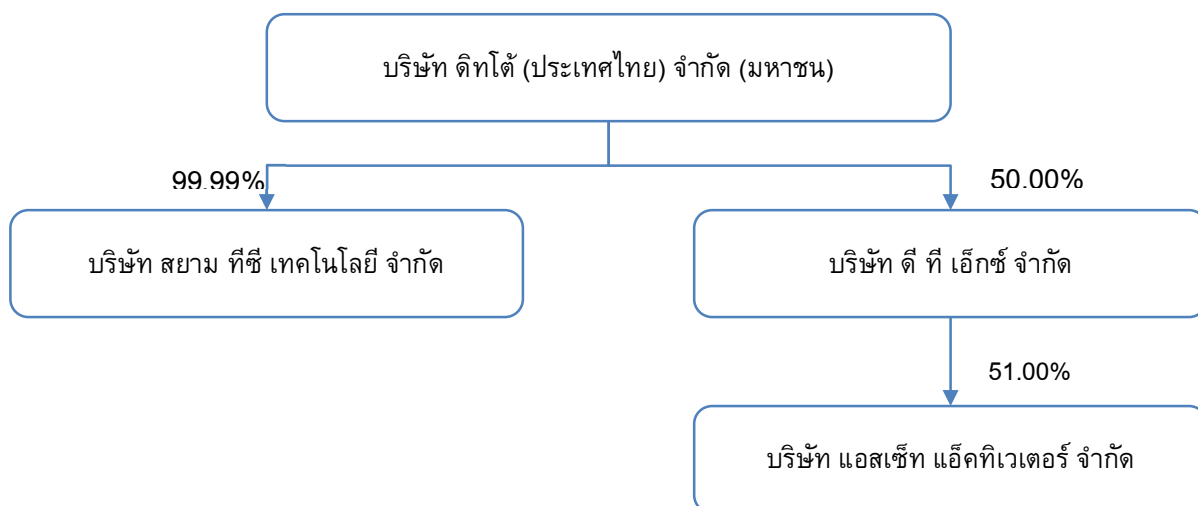 บริษัท ดิทโต้ (ประเทศไทย) จำกัด (มหาชน)
99.99%
50.00%
บริษัท สยาม ทีซี เทคโนโลยี จำกัด
บริษัท ดี ที เอ็กซ์ จำกัด
51.00%
บริษัท แอสเซ็ท แอ็คทิเวเตอร์ จำกัด